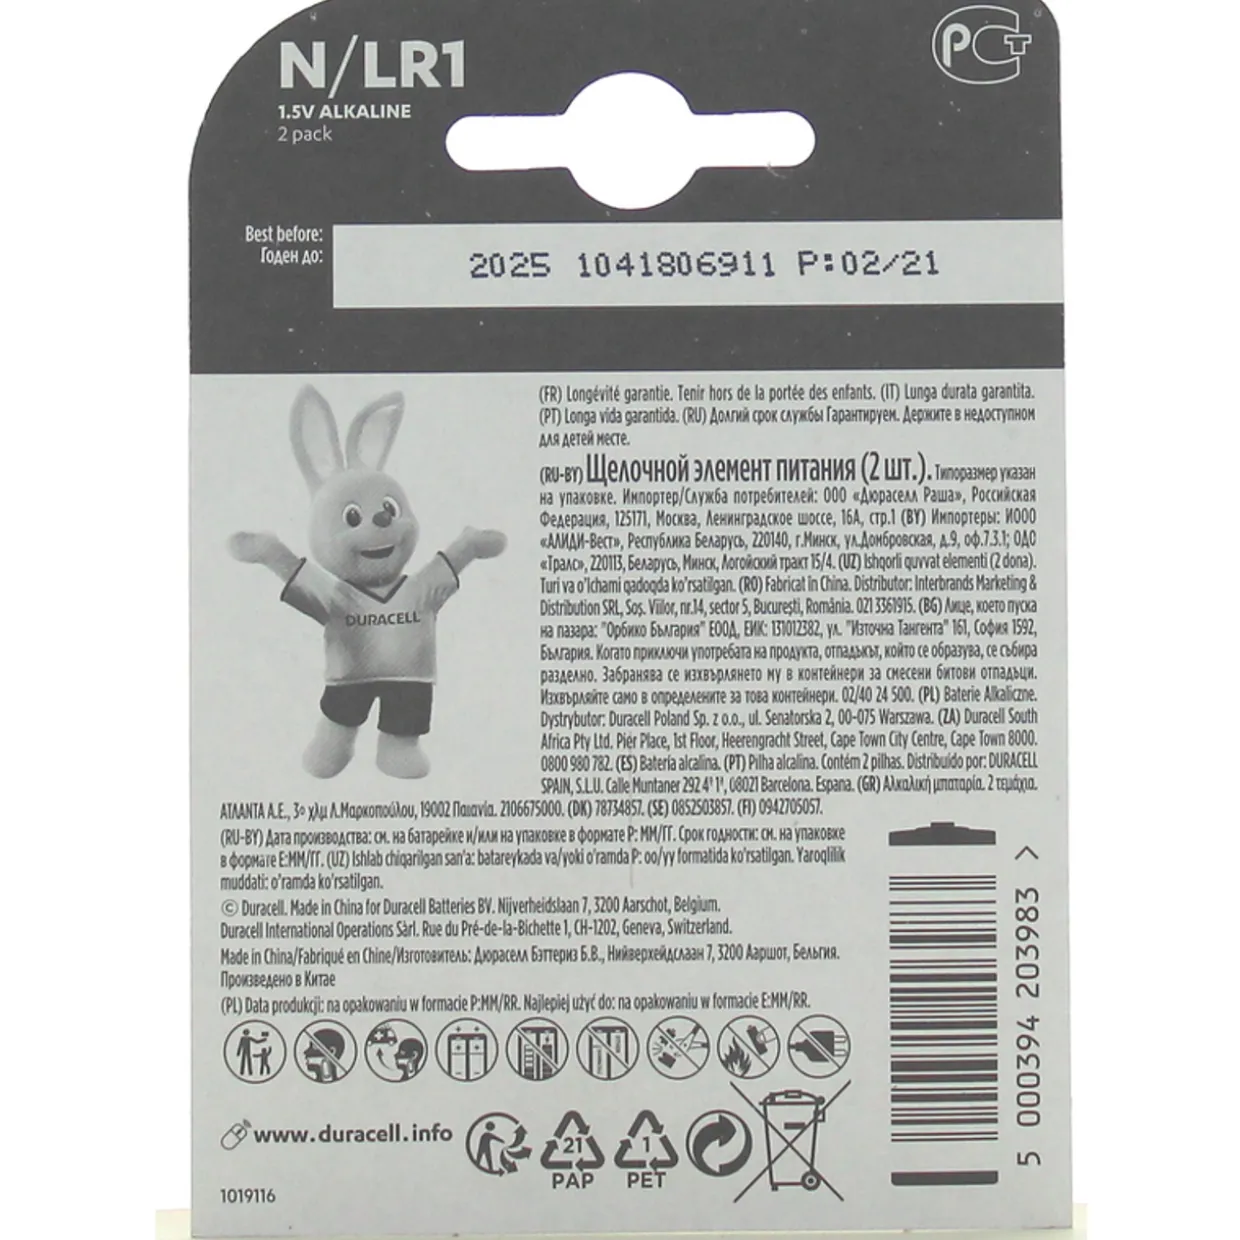 N/LR1
1.5V ALKALINE
2 pack
РСТ
Best before:
Годен до:
2025 1041806911 P:02/21
(FR) Longévité garantie. Tenir hors de la portée des enfants. (IT) Lunga durata garantita.
(PT) Longa vida garantida. (RU) Долгий срок службы Гарантируем. Держите в недоступном
для детей месте.
(RU-BY) Щелочной элемент питания (2 шт.). Типоразмер указан
на упаковке. Импортер/Служба потребителей: ООО «Дюраселл Раша», Российская
Федерация, 125171, Москва, Ленинградское шоссе, 16А, стр.1 (BY) Импортеры: ИООО
«АЛИДИ-Вест», Республика Беларусь, 220140, г.Минск, ул.Домбровская, д.9, оф.7.3.1; ОДО
«Тралс», 220113, Беларусь, Минск, Логойский тракт 15/4. (UZ) Ishqorli quvvat elementi (2 dona).
Turi va o'lchami qadoqda ko'rsatilgan. (RO) Fabricat in China. Distributor: Interbrands Marketing &
Distribution SRL, Șos. Viilor, nr.14, sector 5, București, România. 021 3361915. (BG) Лице, което пуска
на пазара: "Орбико България" ЕООД, ЕИК: 131012382, ул. "Източна Тангента" 161, София 1592,
България. Когато приключи употребата на продукта, отпадъкът, който се образува, се събира
разделно. Забранява се изхвърлянето му в контейнери за смесени битови отпадъци.
Изхвърляйте само в определените за това контейнери. 02/40 24 500. (PL) Baterie Alkaliczne.
Dystrybutor: Duracell Poland Sp. z o.o., ul. Senatorska 2, 00-075 Warszawa. (ZA) Duracell South
Africa Pty Ltd. Pier Place, 1st Floor, Heerengracht Street, Cape Town City Centre, Cape Town 8000.
0800 980 782. (ES) Batería alcalina. (PT) Pilha alcalina. Contém 2 pilhas. Distribuído por: DURACELL
SPAIN, S.L.U. Calle Muntaner 292 4º 1ª, 08021 Barcelona. Espana. (GR) Αλκαλική μπαταρία. 2 τεμάχια.
ΑΤΛΑΝΤΑ Α.Ε., 3ο χλμ Λ.Μαρκοπούλου, 19002 Παιανία. 2106675000. (DK) 78734857. (SE) 0852503857. (FI) 0942705057.
(RU-BY) Дата производства: см. на батарейке и/или на упаковке в формате P: ММ/ГГ. Срок годности: см. на упаковке
в формате E:ММ/ГГ. (UZ) Ishlab chiqarilgan san'a: batareykada va/yoki o'ramda P: oo/yy formatida ko'rsatilgan. Yaroqlilik
muddati: o'ramda ko'rsatilgan.
© Duracell. Made in China for Duracell Batteries BV. Nijverheidslaan 7, 3200 Aarschot, Belgium.
Duracell International Operations Sàrl. Rue du Pré-de-la-Bichette 1, CH-1202, Geneva, Switzerland.
Made in China/Fabriqué en Chine/Изготовитель: Дюраселл Бэттериз Б.В., Нийверхейдслаан 7, 3200 Ааршот, Бельгия.
Произведено в Китае
(PL) Data produkcji: na opakowaniu w formacie P:MM/RR. Najlepiej użyć do: na opakowaniu w formacie E:MM/RR.
DURACELL
www.duracell.info
21
PAP
1
PET
1019116
5 000394 203983 >